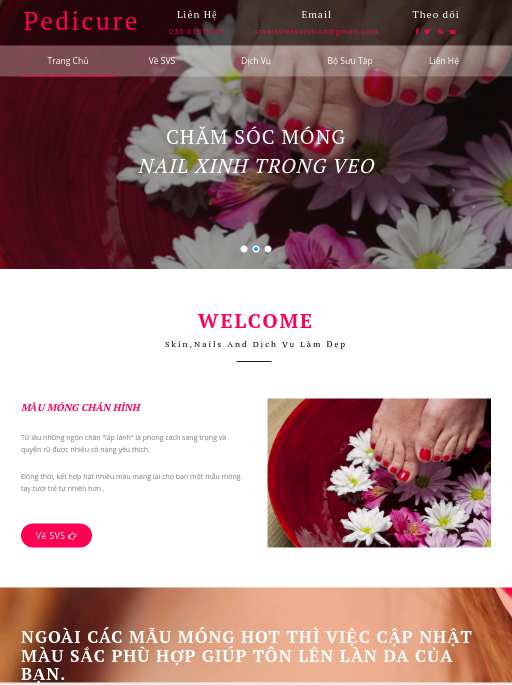 Pedicure
Liên Hệ
Email
Theo dõi
smartvietsolution@gmail.com
Trang Chủ
Về SVS
Dịch Vụ
Bộ Sưu Tập
Liên Hệ
CHĂM SÓC MÓNG
NAIL XINH TRONG VEO
WELCOME
Skin,Nails And Dịch Vụ Làm Đẹp
MẪU MÓNG CHÂN HÌNH
Từ lâu những ngón chân "lấp lánh" là phong cách sang trọng và
quyến rũ được nhiều cô nàng yêu thích.
Đồng thời, kết hợp hạt nhiều màu mang lại cho bạn một mẫu móng
tay tươi trẻ tự nhiên hơn..
Về SVS
NGOÀI CÁC MẪU MÓNG HOT THÌ VIỆC CẬP NHẬT
MÀU SẮC PHÙ HỢP GIÚP TÔN LÊN LÀN DA CỦA
BẠN.